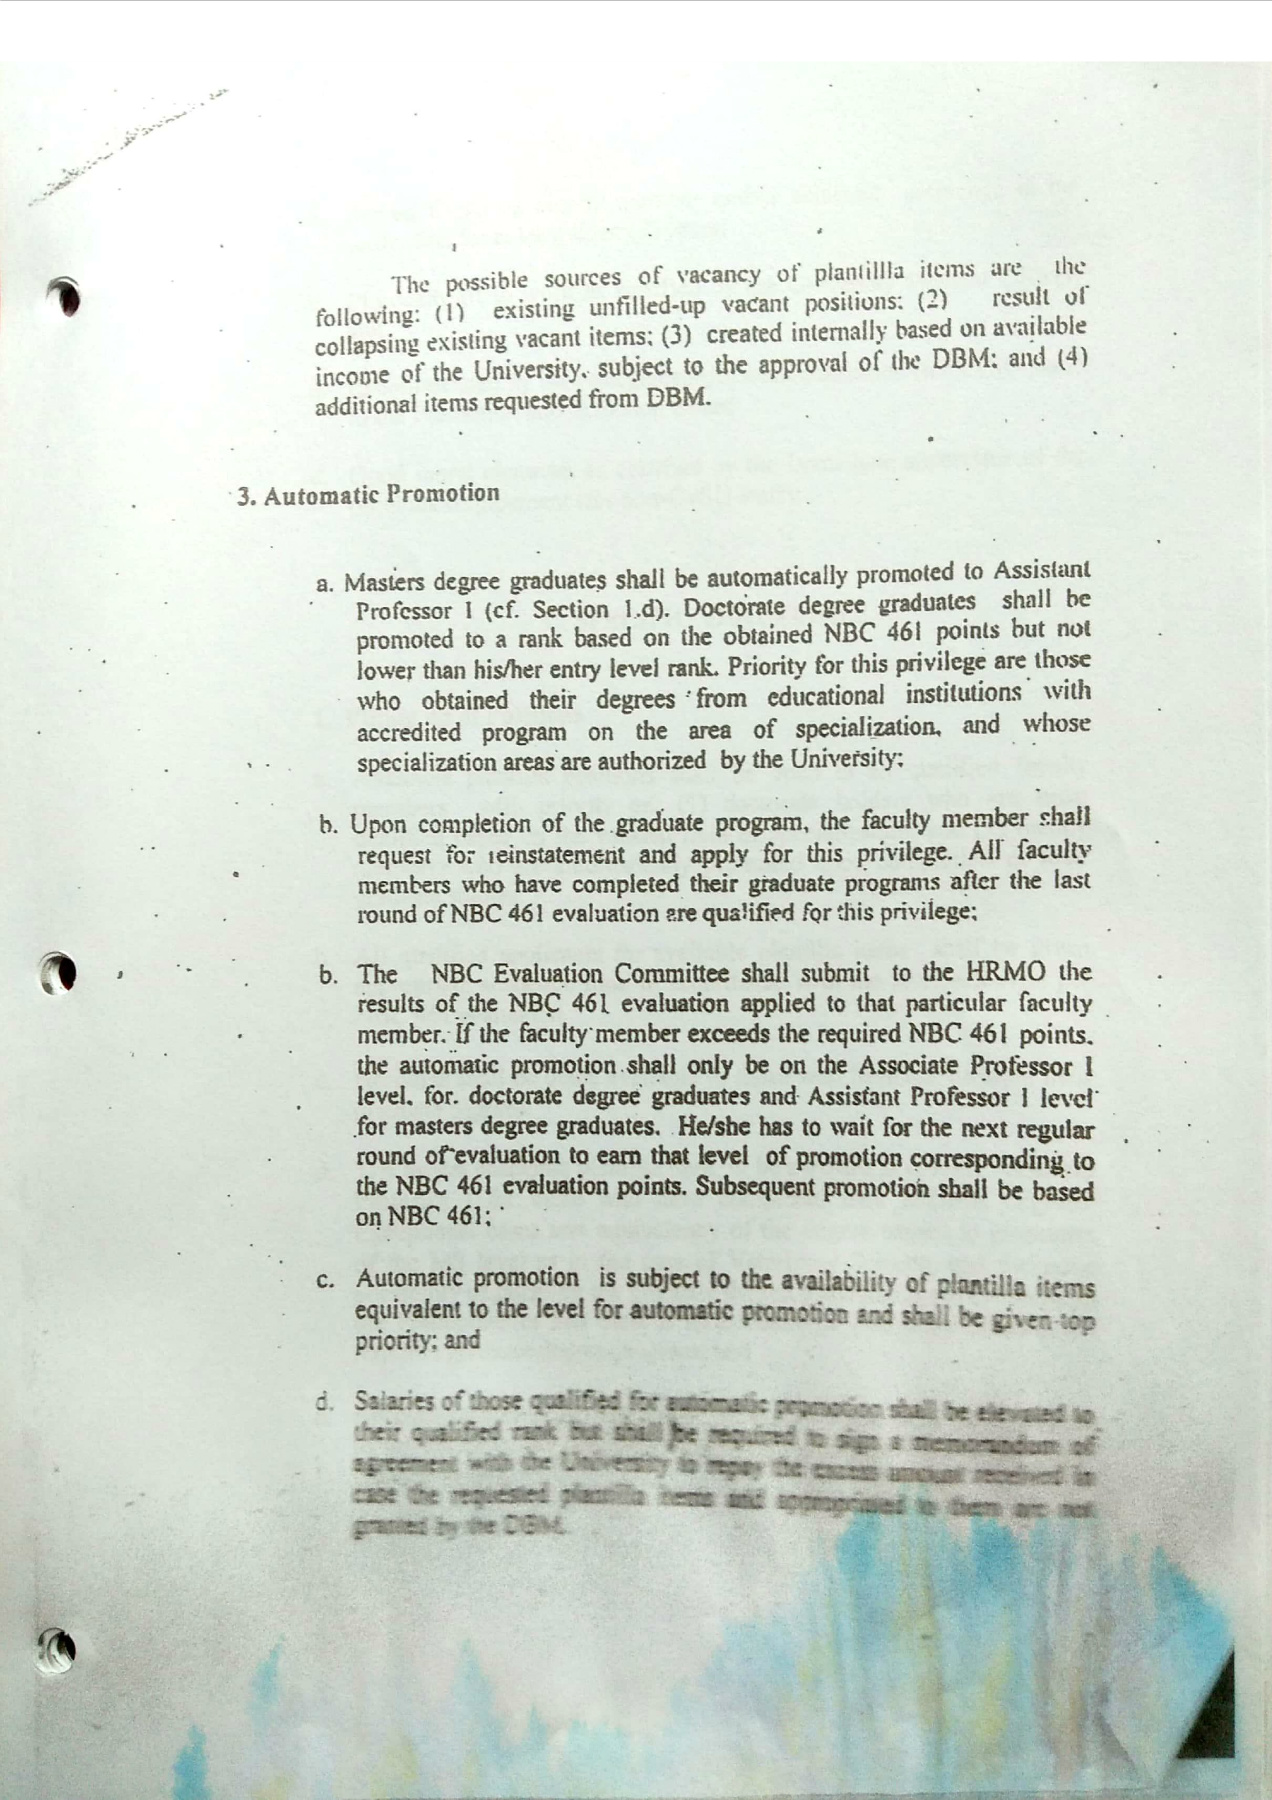 The possible sources of vacancy of plantillla items are the
following: (1) existing unfilled-up vacant positions: (2) result of
collapsing existing vacant items; (3) created internally based on available
income of the University, subject to the approval of the DBM; and (4)
additional items requested from DBM.
3. Automatic Promotion
a. Masters degree graduates shall be automatically promoted to Assistant
Professor I (cf. Section 1.d). Doctorate degree graduates shall be
promoted to a rank based on the obtained NBC 461 points but not
lower than his/her entry level rank. Priority for this privilege are those
who obtained their degrees from educational institutions with
accredited program on the area of specialization, and whose
specialization areas are authorized by the University;
b. Upon completion of the graduate program, the faculty member shall
request for reinstatement and apply for this privilege. All faculty
members who have completed their graduate programs after the last
round of NBC 461 evaluation are qualified for this privilege;
b. The NBC Evaluation Committee shall submit to the HRMO the
results of the NBC 461 evaluation applied to that particular faculty
member. If the faculty member exceeds the required NBC 461 points,
the automatic promotion shall only be on the Associate Professor I
level. for. doctorate degree graduates and Assistant Professor I level
for masters degree graduates. He/she has to wait for the next regular
round of evaluation to earn that level of promotion corresponding to
the NBC 461 evaluation points. Subsequent promotion shall be based
on NBC 461;
c. Automatic promotion is subject to the availability of plantilla items
equivalent to the level for automatic promotion and shall be given top
priority; and
d. Salaries of those qualified for automatic promotion shall be elevated to
their qualified rank but shall be required to sign a memorandum of
agreement with the University to repay the excess amount received in
case the requested plantilla items and appropriated to them are not
granted by the DBM.